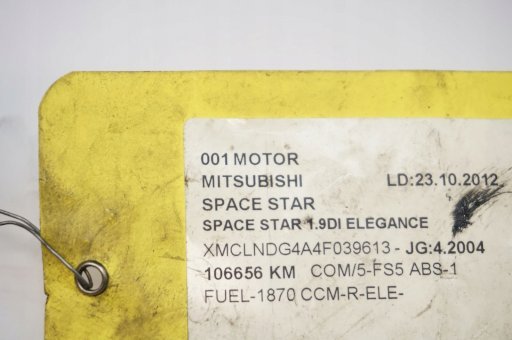 001 MOTOR
MITSUBISHI LD:23.10.2012
SPACE STAR
SPACE STAR 1.9DI ELEGANCE
XMCLNDG4A4F039613 - JG:4.2004
106656 KM COM/5-FS5 ABS-1
FUEL-1870 CCM-R-ELE-